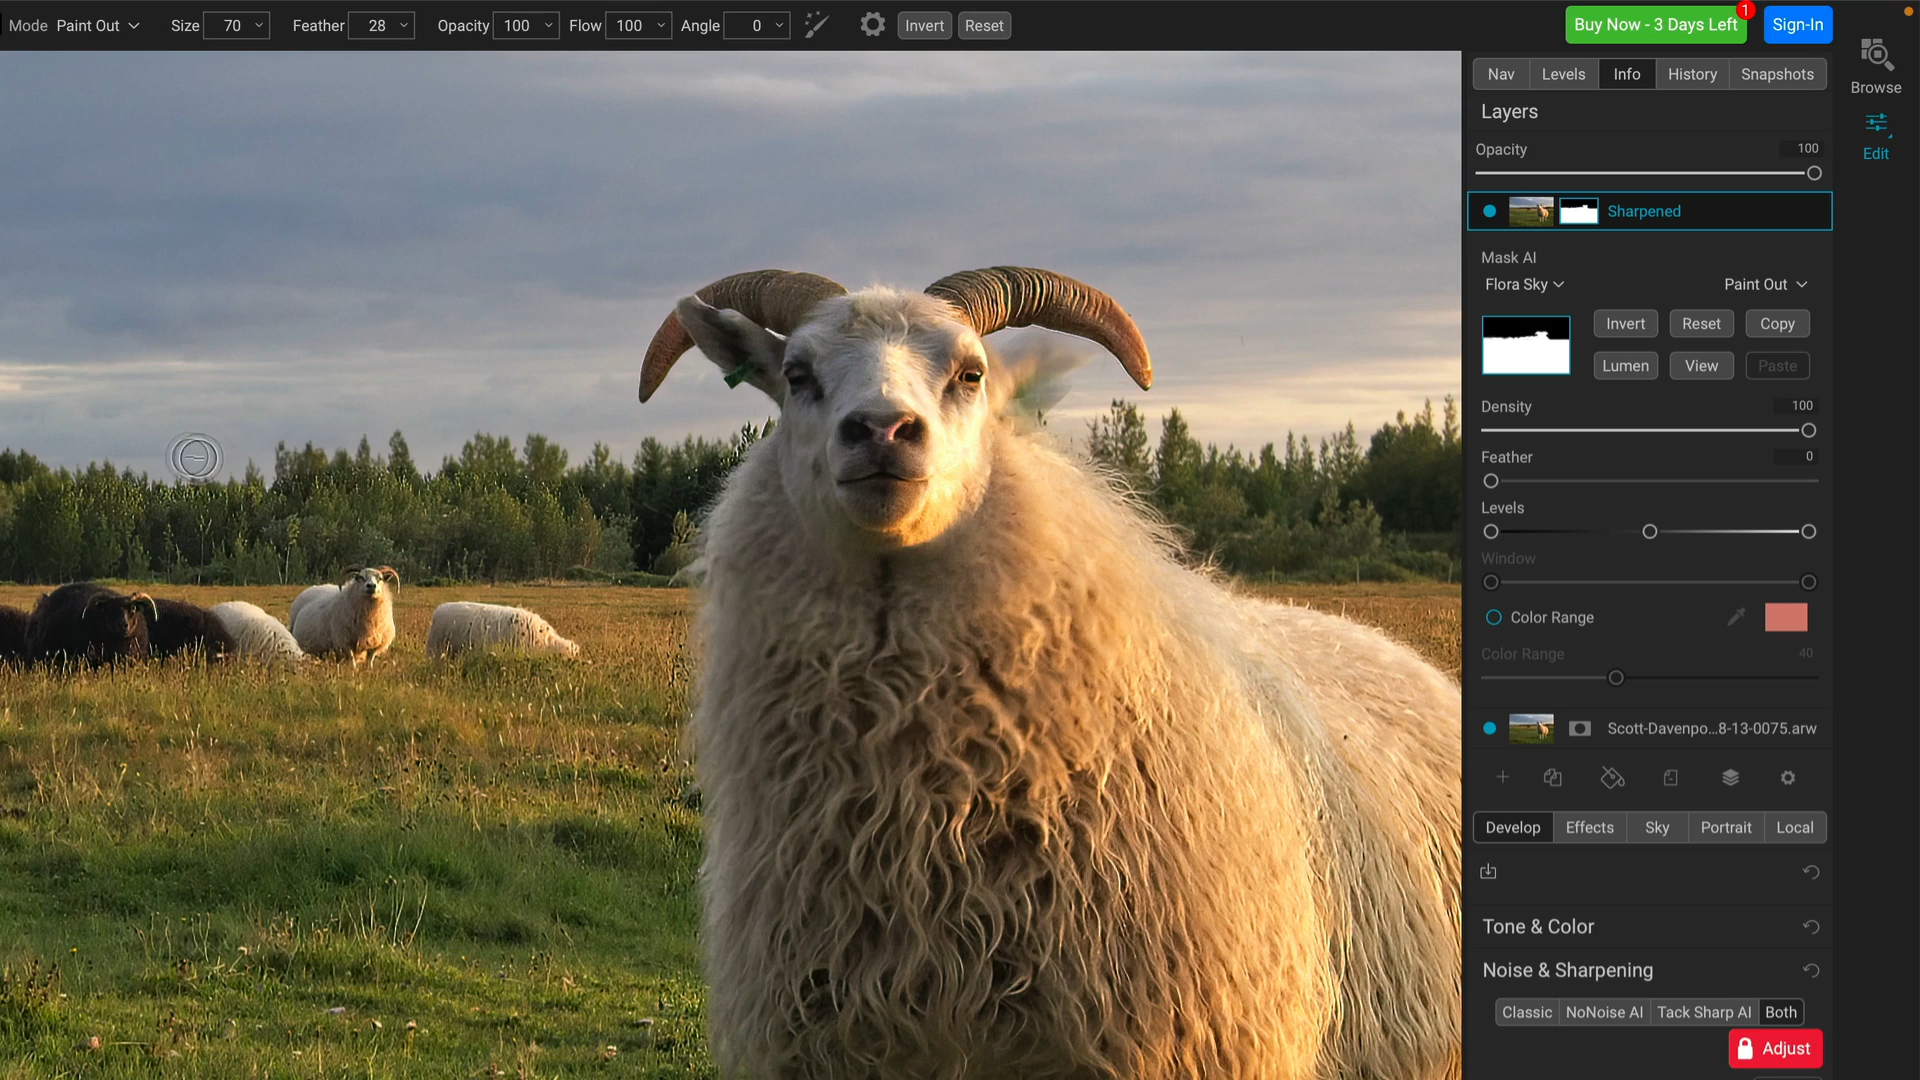 Mode Paint Out Size 70 Feather 28 Opacity 100 Flow 100 Angle 0 Invert Reset Buy Now - 3 Days Left 1 Sign-In
Nav Levels Info History Snapshots
Browse
Layers
Opacity 100
Edit
Sharpened
Mask AI
Flora Sky Paint Out
Invert Reset Copy
Lumen View Paste
Density 100
Feather 0
Levels
Window
Color Range
Color Range 40
Scott-Davenpo...8-13-0075.arw
Develop Effects Sky Portrait Local
Tone & Color
Noise & Sharpening
Classic NoNoise AI Tack Sharp AI Both
Adjust